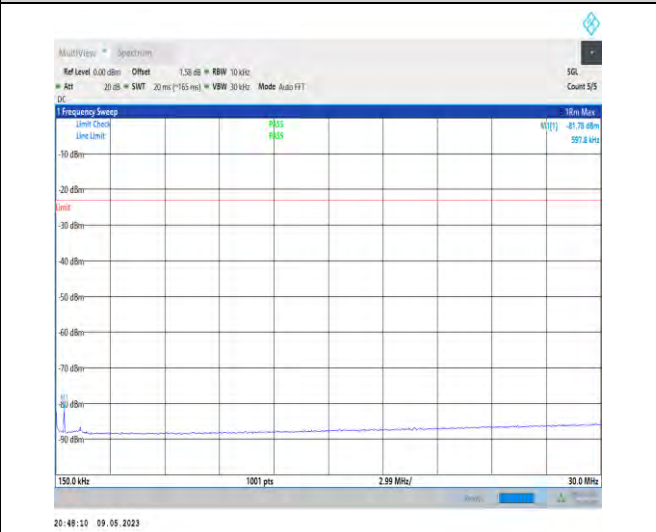 MultiView Spectrum
Ref Level 0.00 dBm Offset 1.58 dB RBW 10 kHz SGL
Att 20 dB SWT 20 ms (~165 ms) VBW 30 kHz Mode Auto FFT Count 5/5
DC
1 Frequency Sweep 1Rm Max
Limit Check PASS M1[1] -81.78 dBm
Line Limit PASS 597.8 kHz
-10 dBm
-20 dBm
Limit
-30 dBm
-40 dBm
-50 dBm
-60 dBm
-70 dBm
M1
-80 dBm
-90 dBm
150.0 kHz 1001 pts 2.99 MHz/ 30.0 MHz
20:48:10 09.05.2023